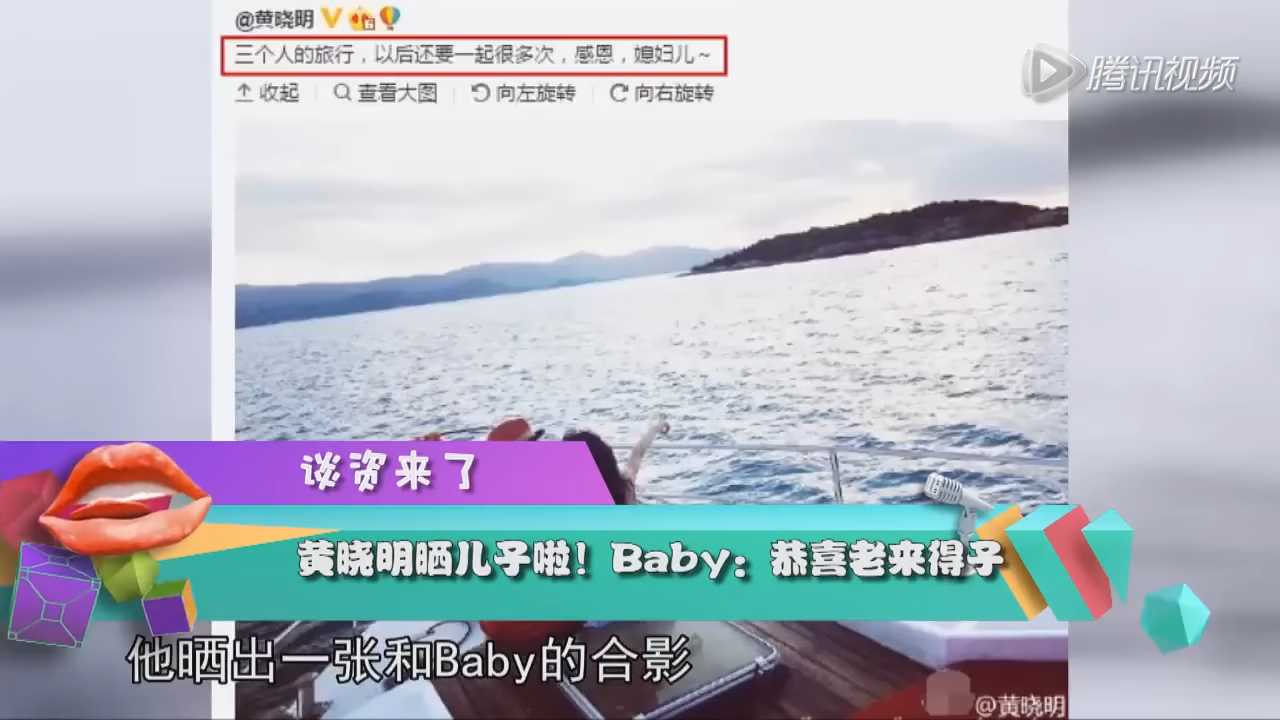 @黄晓明
三个人的旅行，以后还要一起很多次，感恩，媳妇儿~
收起 查看大图 向左旋转 向右旋转
腾讯视频
谈资来了
黄晓明晒儿子啦！Baby：恭喜老来得子
他晒出一张和Baby的合影
@黄晓明